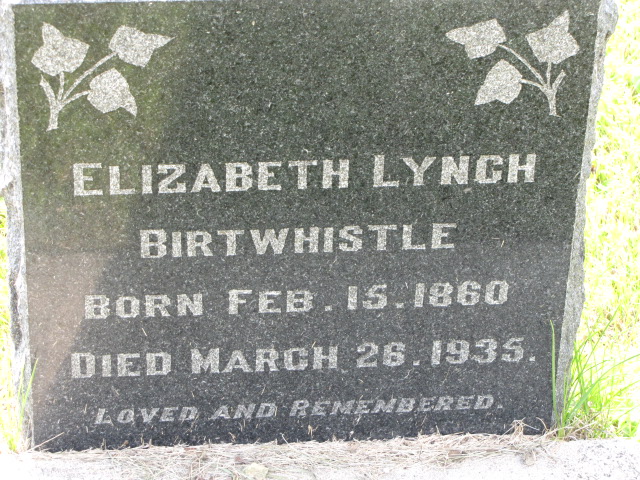 ELIZABETH LYNCH
BIRTWHISTLE
BORN FEB. 15. 1860
DIED MARCH 26. 1935.
LOVED AND REMEMBERED.